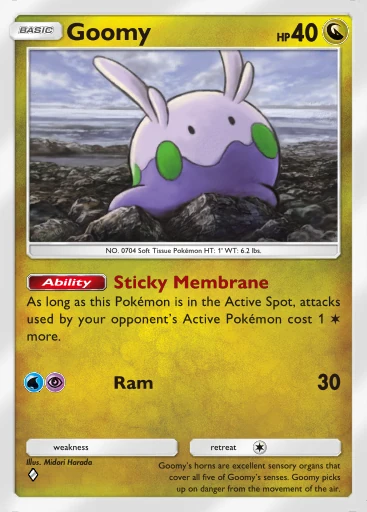 BASIC Goomy HP 40
NO. 0704 Soft Tissue Pokémon HT: 1' WT: 6.2 lbs.
Ability Sticky Membrane
As long as this Pokémon is in the Active Spot, attacks
used by your opponent's Active Pokémon cost 1
more.
Ram 30
weakness retreat
Illus. Midori Harada
Goomy's horns are excellent sensory organs that
cover all five of Goomy's senses. Goomy picks
up on danger from the movement of the air.